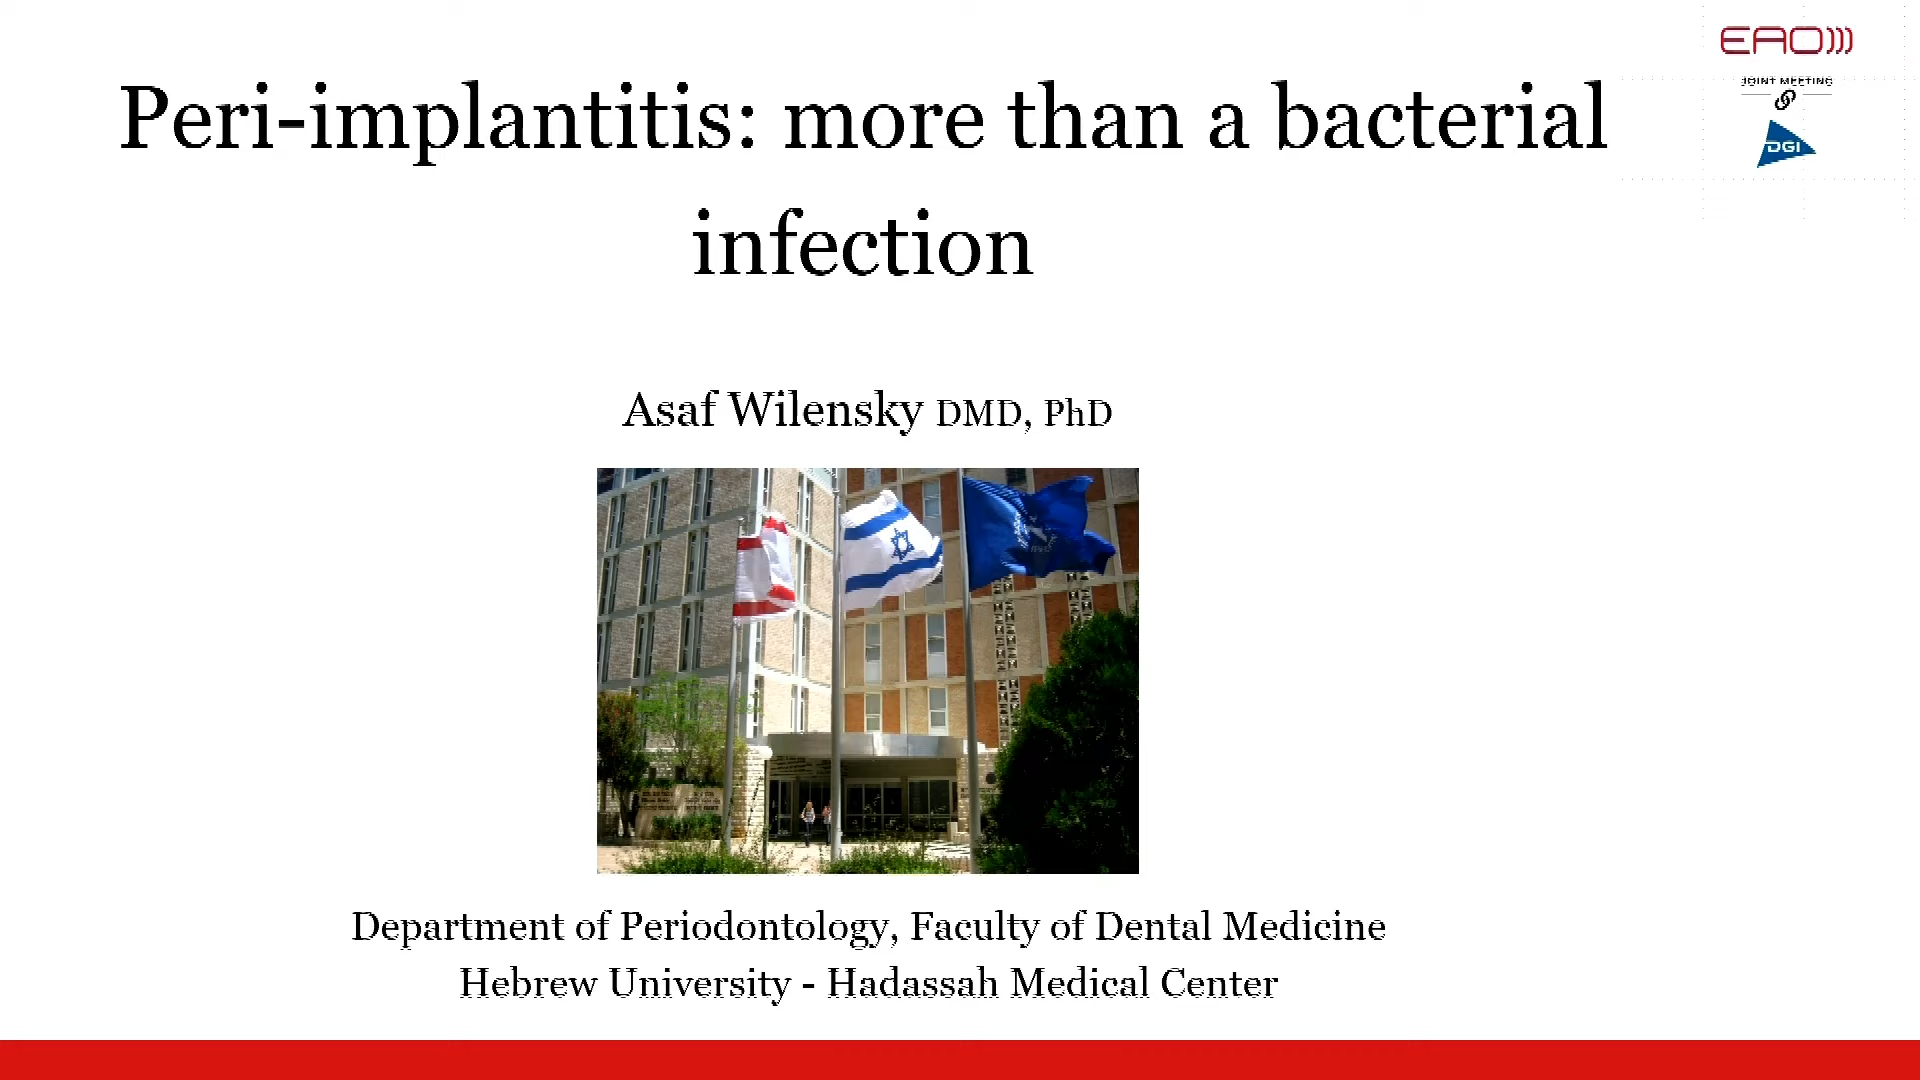 EAO)))
JOINT MEETING
DGI
Peri-implantitis: more than a bacterial
infection
Asaf Wilensky DMD, PhD
Department of Periodontology, Faculty of Dental Medicine
Hebrew University - Hadassah Medical Center